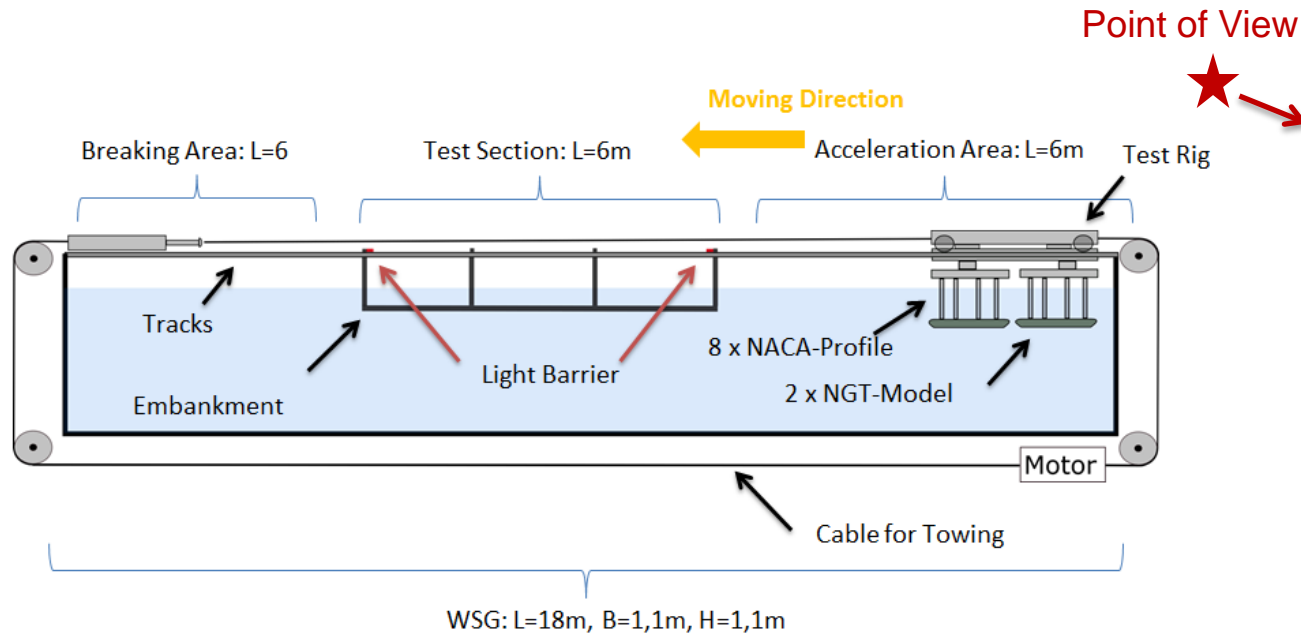 Point of View
Moving Direction
Breaking Area: L=6
Test Section: L=6m
Acceleration Area: L=6m
Test Rig
Tracks
8 x NACA-Profile
Light Barrier
2 x NGT-Model
Embankment
Motor
Cable for Towing
WSG: L=18m, B=1,1m, H=1,1m